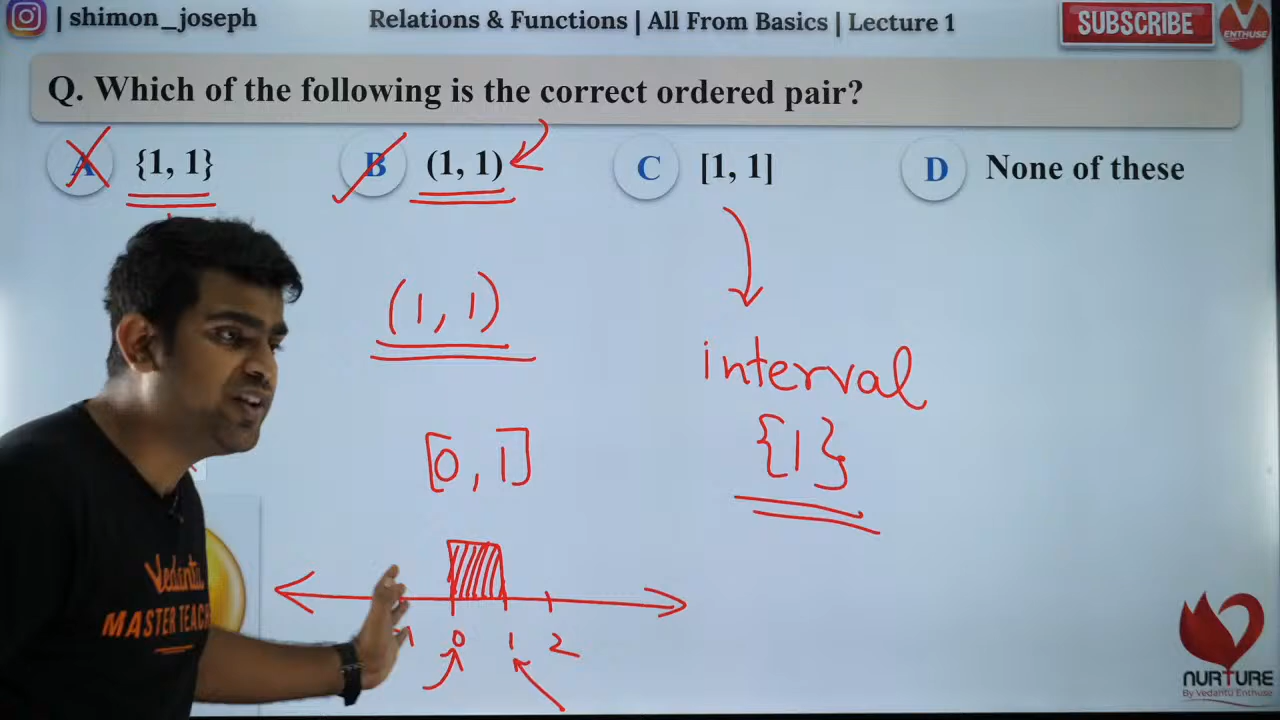 | shimon_joseph
Relations & Functions | All From Basics | Lecture 1
SUBSCRIBE
ENTHUSE
Q. Which of the following is the correct ordered pair?
A {1, 1}
B (1, 1)
C [1, 1]
D None of these
(1, 1)
interval
{1}
[0, 1]
0 1 2
Vedantu
MASTER TEACH
NURTURE
By Vedantu Enthuse